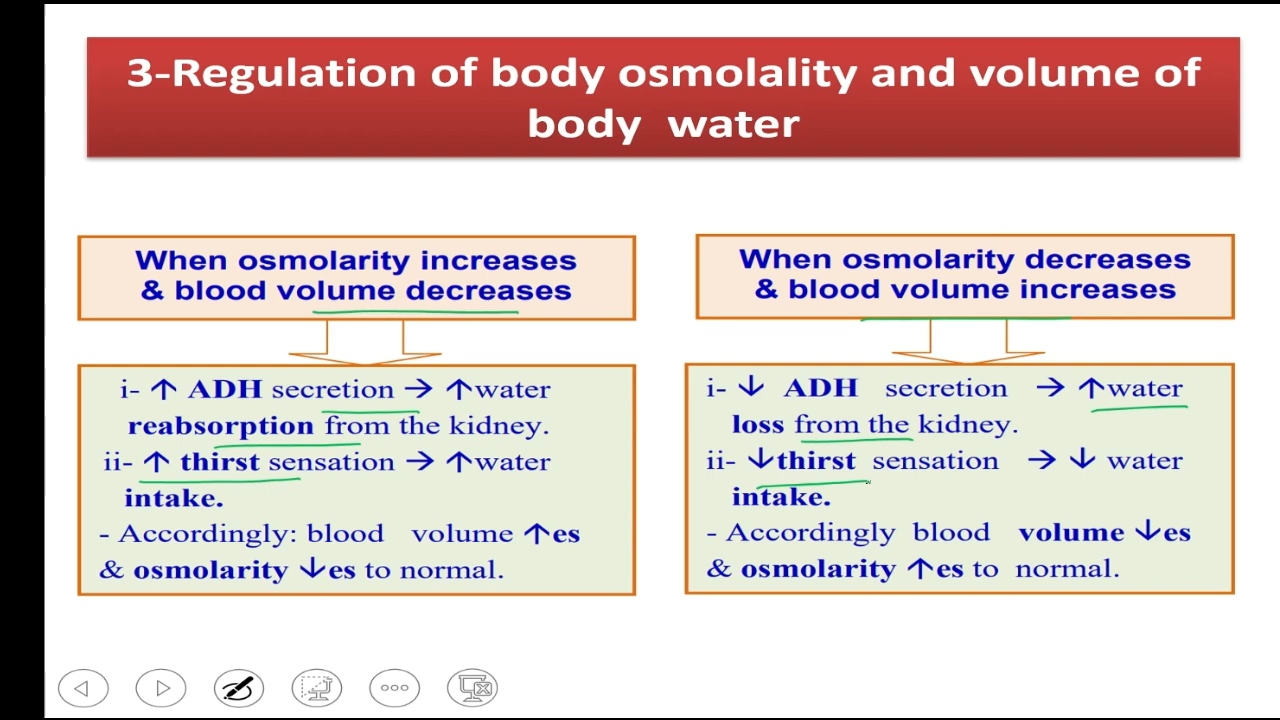 3-Regulation of body osmolality and volume of
body water
When osmolarity increases
& blood volume decreases
i- ↑ ADH secretion → ↑water
reabsorption from the kidney.
ii- ↑ thirst sensation → ↑water
intake.
- Accordingly: blood volume ↑es
& osmolarity ↓es to normal.
When osmolarity decreases
& blood volume increases
i- ↓ ADH secretion → ↑water
loss from the kidney.
ii- ↓thirst sensation → ↓ water
intake.
- Accordingly blood volume ↓es
& osmolarity ↑es to normal.